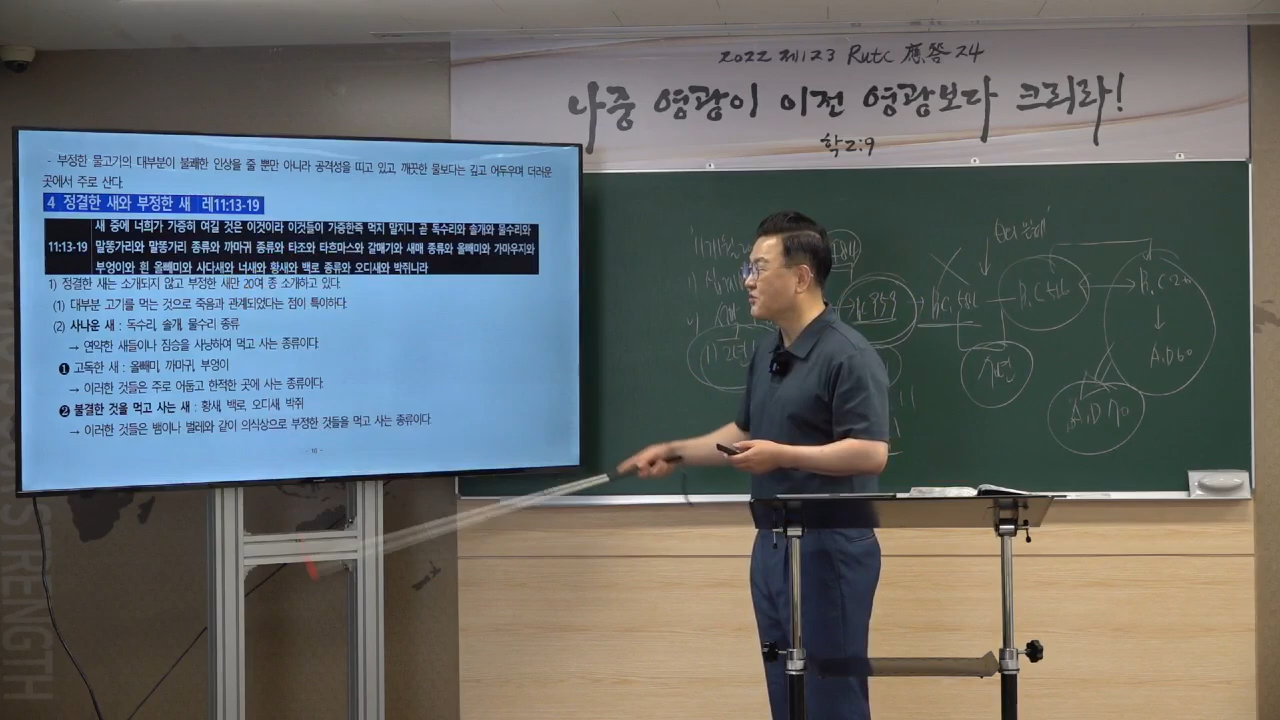 2022 제123 Rutc 應答 24
나중 영광이 이전 영광보다 크리라!
학2:9
- 부정한 물고기의 대부분이 불쾌한 인상을 줄 뿐만 아니라 공격성을 띠고 있고, 깨끗한 물보다는 깊고 어두우며 더러운
곳에서 주로 산다.
4 정결한 새와 부정한 새 레11:13-19
11:13-19
새 중에 너희가 가증히 여길 것은 이것이라 이것들이 가증한즉 먹지 말지니 곧 독수리와 솔개와 물수리와
말똥가리와 말똥가리 종류와 까마귀 종류와 타조와 타흐마스와 갈매기와 새매 종류와 올빼미와 가마우지와
부엉이와 흰 올빼미와 사다새와 너새와 황새와 백로 종류와 오디새와 박쥐니라
1) 정결한 새는 소개되지 않고 부정한 새만 20여 종 소개하고 있다.
(1) 대부분 고기를 먹는 것으로 죽음과 관계되었다는 점이 특이하다.
(2) 사나운 새 : 독수리, 솔개, 물수리 종류
→ 연약한 새들이나 짐승을 사냥하여 먹고 사는 종류이다.
❶ 고독한 새 : 올빼미, 까마귀, 부엉이
→ 이러한 것들은 주로 어둡고 한적한 곳에 사는 종류이다.
❷ 불결한 것을 먹고 사는 새 : 황새, 백로, 오디새, 박쥐
→ 이러한 것들은 뱀이나 벌레와 같이 의식상으로 부정한 것들을 먹고 사는 종류이다.
- 10 -
BC. 586
B.C 516
A.D 60
A.D 70
STRENGTH